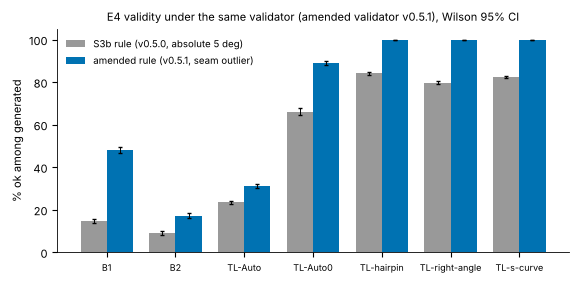 E4 validity under the same validator (amended validator v0.5.1), Wilson 95% CI
S3b rule (v0.5.0, absolute 5 deg)
amended rule (v0.5.1, seam outlier)
% ok among generated
100
80
60
40
20
0
B1 B2 TL-Auto TL-Auto0 TL-hairpin TL-right-angle TL-s-curve